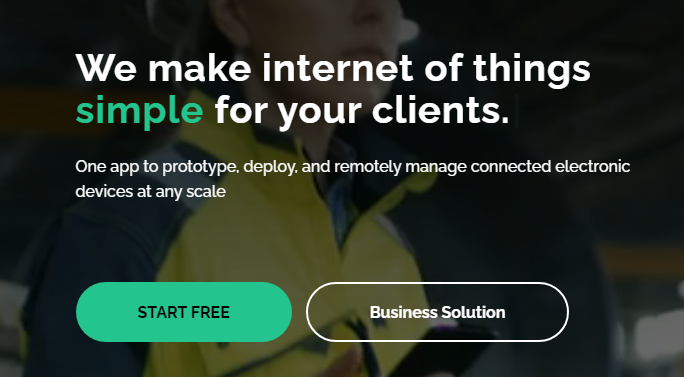 We make internet of things
simple for your clients.
One app to prototype, deploy, and remotely manage connected electronic
devices at any scale
START FREE
Business Solution